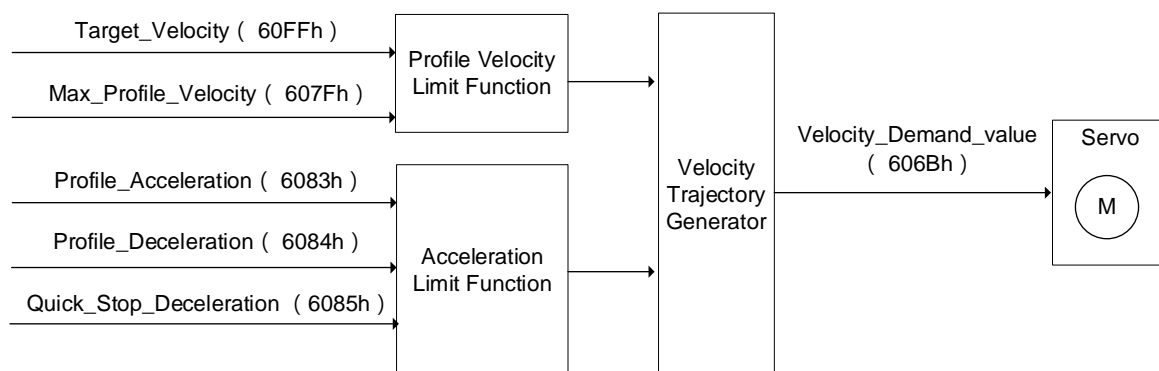 Target_Velocity ( 60FFh )
Max_Profile_Velocity ( 607Fh )
Profile Velocity
Limit Function
Profile_Acceleration ( 6083h )
Profile_Deceleration ( 6084h )
Quick_Stop_Deceleration ( 6085h )
Acceleration
Limit Function
Velocity
Trajectory
Generator
Velocity_Demand_value
( 606Bh )
Servo
M